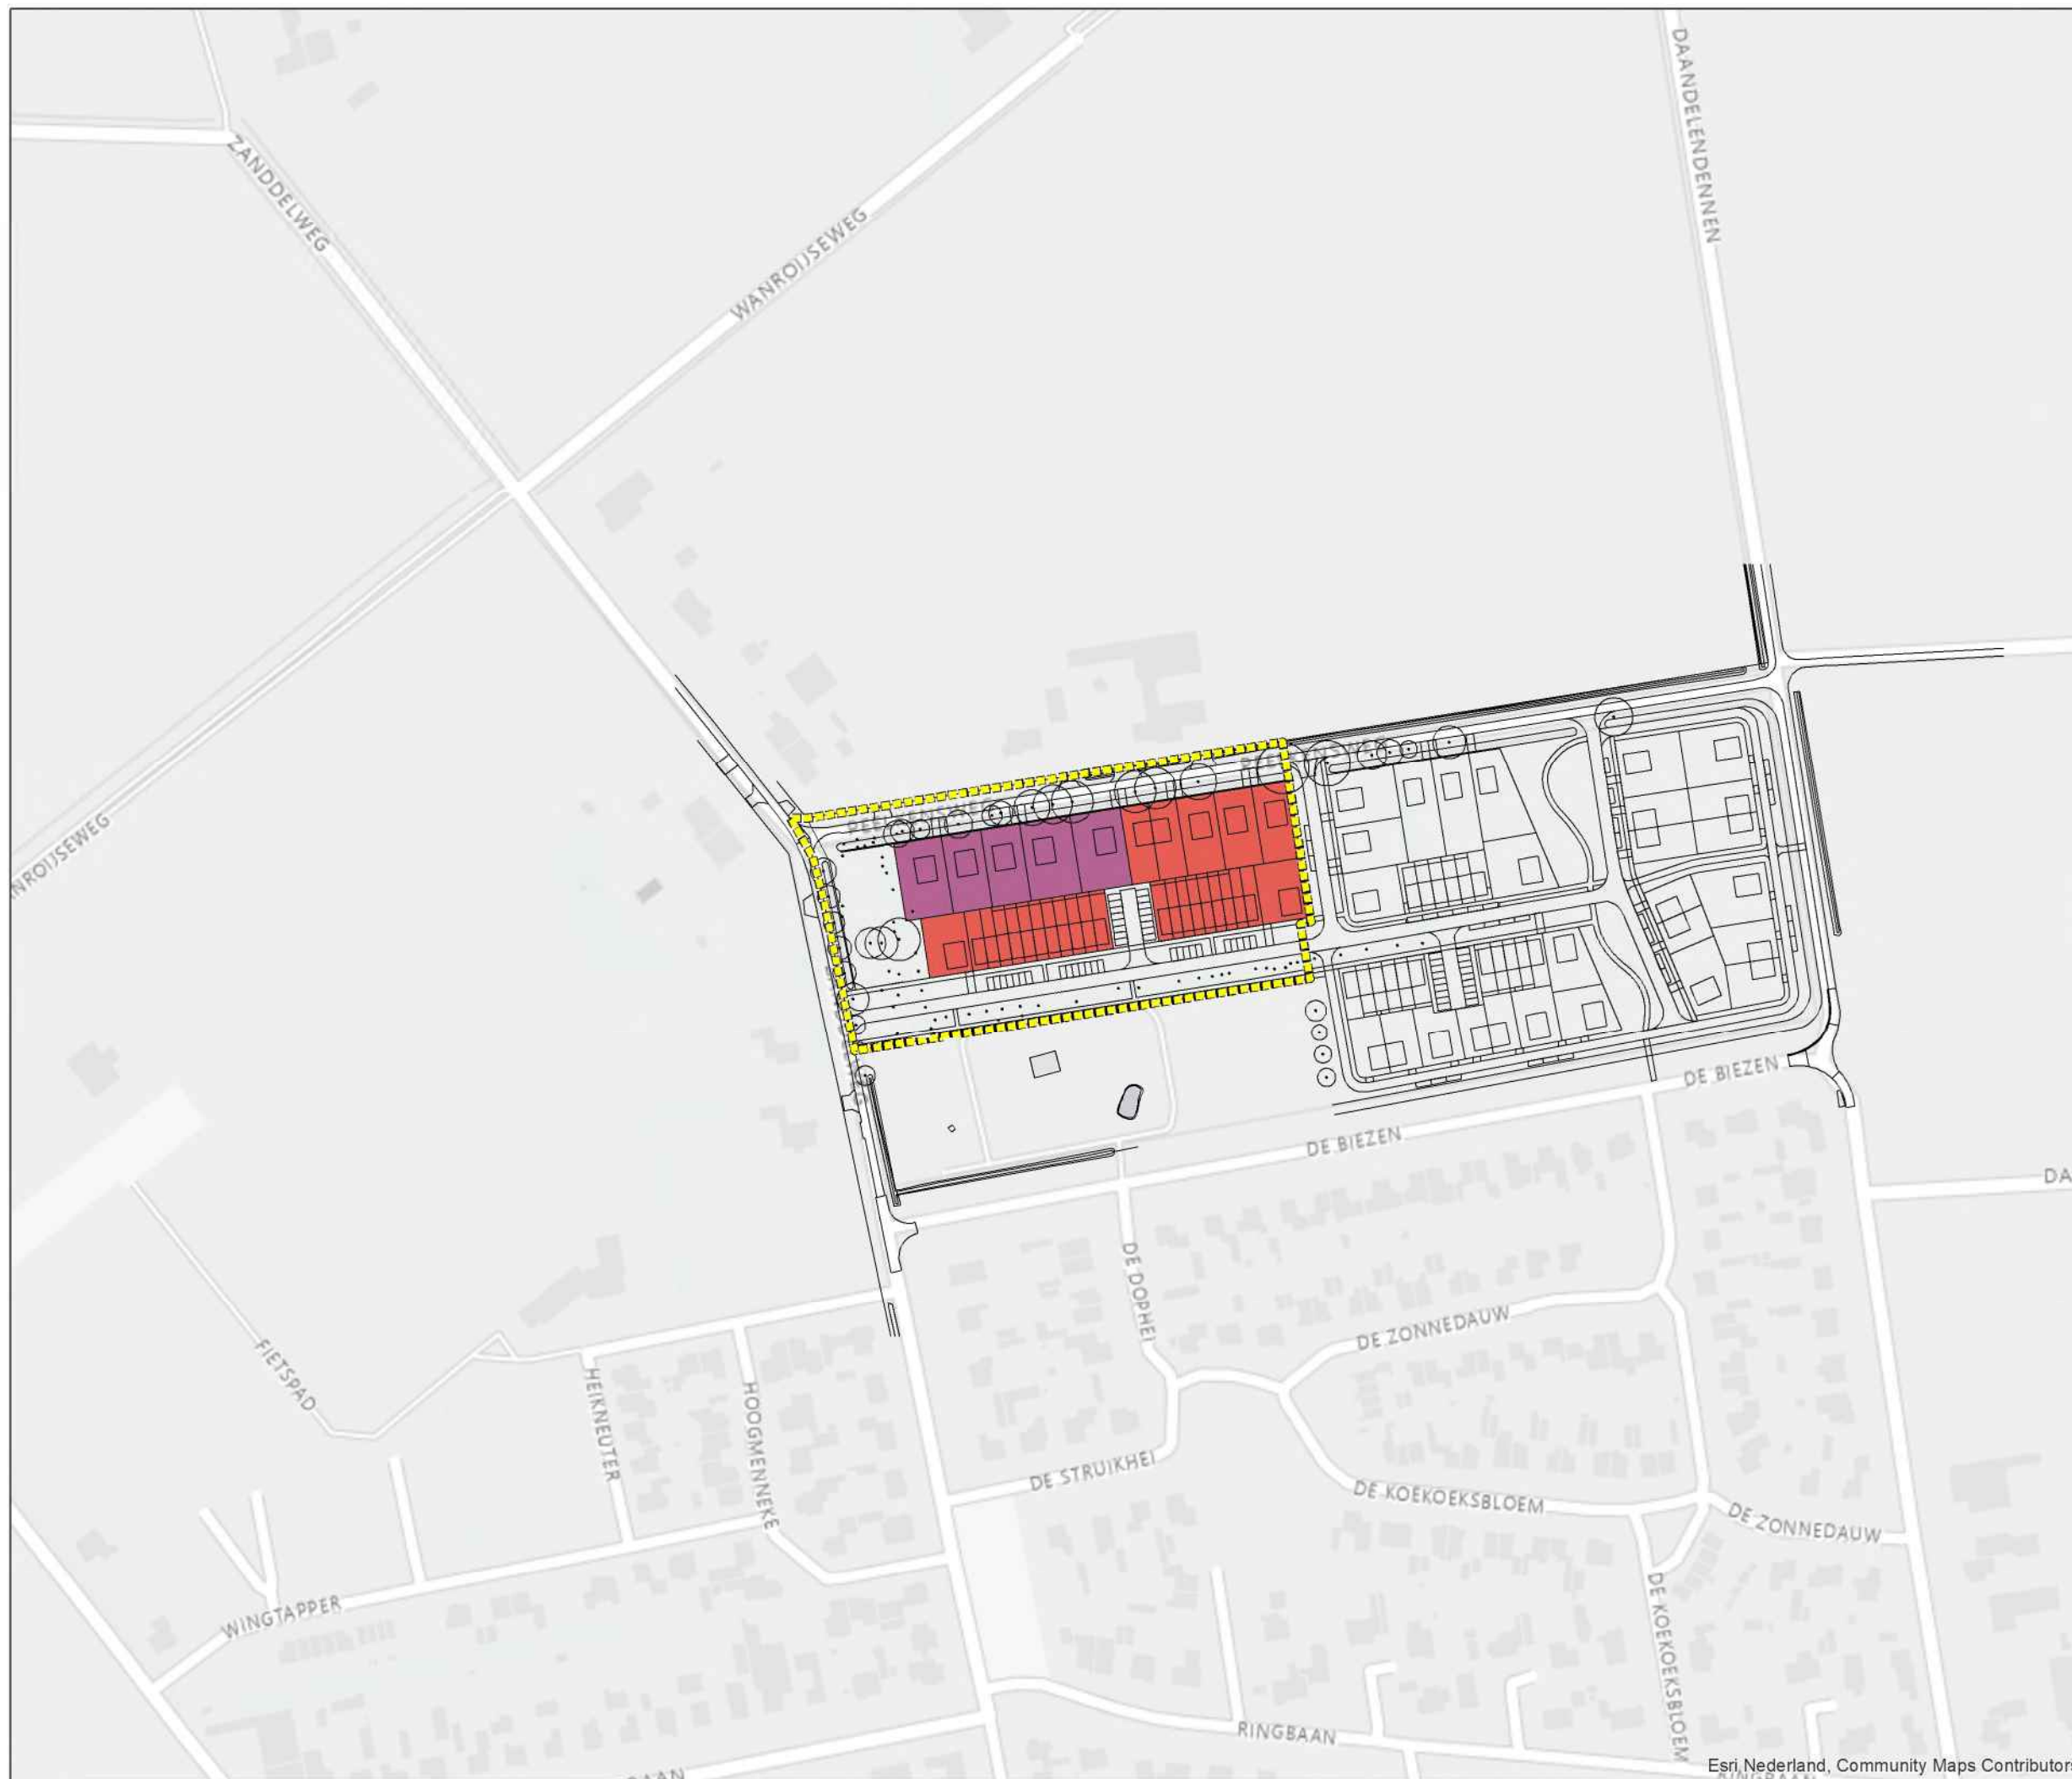 DAANDELENDENNEN
ZANDDELWEG
WANROIJSEWEG
NROIJSEWEG
DE BIEZEN
DE BIEZEN
DA
DE DOPHEI
DE ZONNEDAUW
FIETSPAD
HEIKNEUTER
HOOGMENNEKE
DE STRUIKHEI
DE KOEKOEKSBLOEM
DE ZONNEDAUW
WINGTAPPER
DE KOEKOEKSBLOEM
RINGBAAN
Esri Nederland, Community Maps Contributors